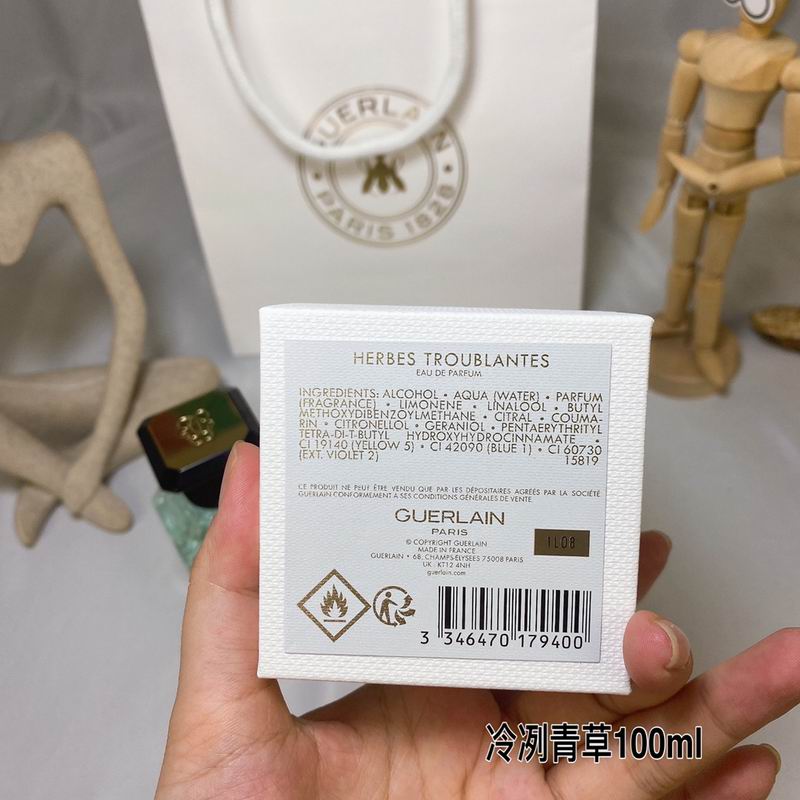 GUERLAIN
PARIS 1828
HERBES TROUBLANTES
EAU DE PARFUM
INGREDIENTS: ALCOHOL • AQUA (WATER) • PARFUM
(FRAGRANCE) • LIMONENE • LINALOOL • BUTYL
METHOXYDIBENZOYLMETHANE • CITRAL • COUMA-
RIN • CITRONELLOL • GERANIOL • PENTAERYTHRITYL
TETRA-DI-T-BUTYL HYDROXYHYDROCINNAMATE •
CI 19140 (YELLOW 5) • CI 42090 (BLUE 1) • CI 60730
(EXT. VIOLET 2) 15819
CE PRODUIT NE PEUT ÊTRE VENDU QUE PAR LES DÉPOSITAIRES AGRÉÉS PAR LA SOCIÉTÉ
GUERLAIN CONFORMÉMENT À SES CONDITIONS GÉNÉRALES DE VENTE
GUERLAIN
PARIS
1L08
© COPYRIGHT GUERLAIN
MADE IN FRANCE
GUERLAIN • 68, CHAMPS-ELYSEES 75008 PARIS
UK : KT12 4NH
guerlain.com
3 346470 179400
冷冽青草100ml